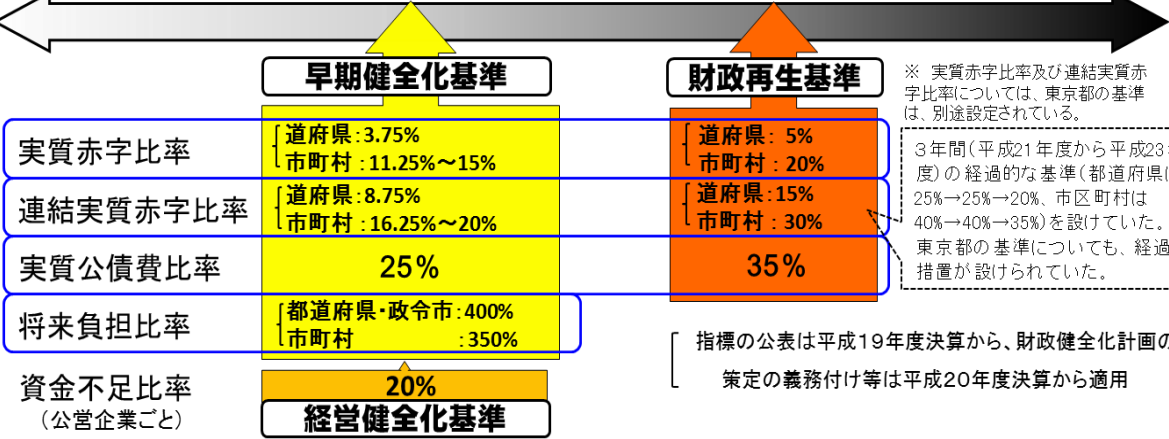 早期健全化基準
財政再生基準
※ 実質赤字比率及び連結実質赤
字比率については、東京都の基準
は、別途設定されている。
実質赤字比率
道府県:3.75%
市町村:11.25%～15%
道府県: 5%
市町村:20%
連結実質赤字比率
道府県:8.75%
市町村:16.25%～20%
道府県:15%
市町村:30%
3年間(平成21年度から平成23
度)の経過的な基準(都道府県
25%→25%→20%、市区町村は
40%→40%→35%)を設けていた。
東京都の基準についても、経過
措置が設けられていた。
実質公債費比率
25%
35%
将来負担比率
都道府県・政令市:400%
市町村 :350%
指標の公表は平成19年度決算から、財政健全化計画の
策定の義務付け等は平成20年度決算から適用
資金不足比率
(公営企業ごと)
20%
経営健全化基準